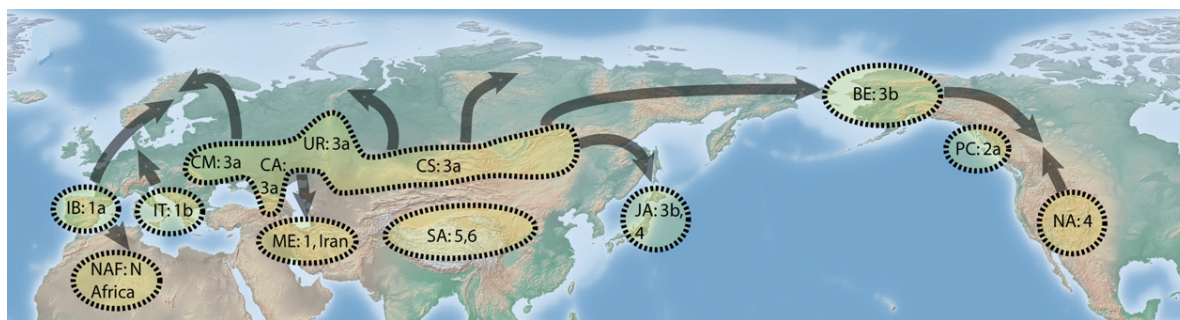 BE: 3b
UR: 3a
CM: 3a
CA:
3a
CS: 3a
PC: 2a
IB: 1a
IT: 1b
JA: 3b,
4
NA: 4
ME: 1, Iran
SA: 5,6
NAF: N
Africa